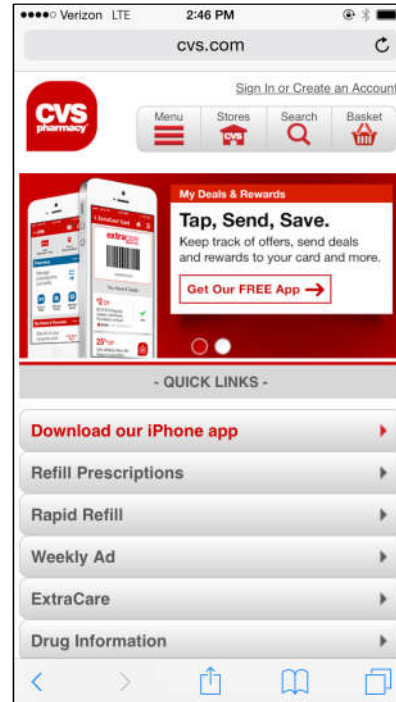 Verizon LTE 2:46 PM
cvs.com
Sign In or Create an Account
CVS
pharmacy
Menu Stores Search Basket
CVS
My Deals & Rewards
Tap, Send, Save.
Keep track of offers, send deals
and rewards to your card and more.
Get Our FREE App
extracare
- QUICK LINKS -
Download our iPhone app
Refill Prescriptions
Rapid Refill
Weekly Ad
ExtraCare
Drug Information